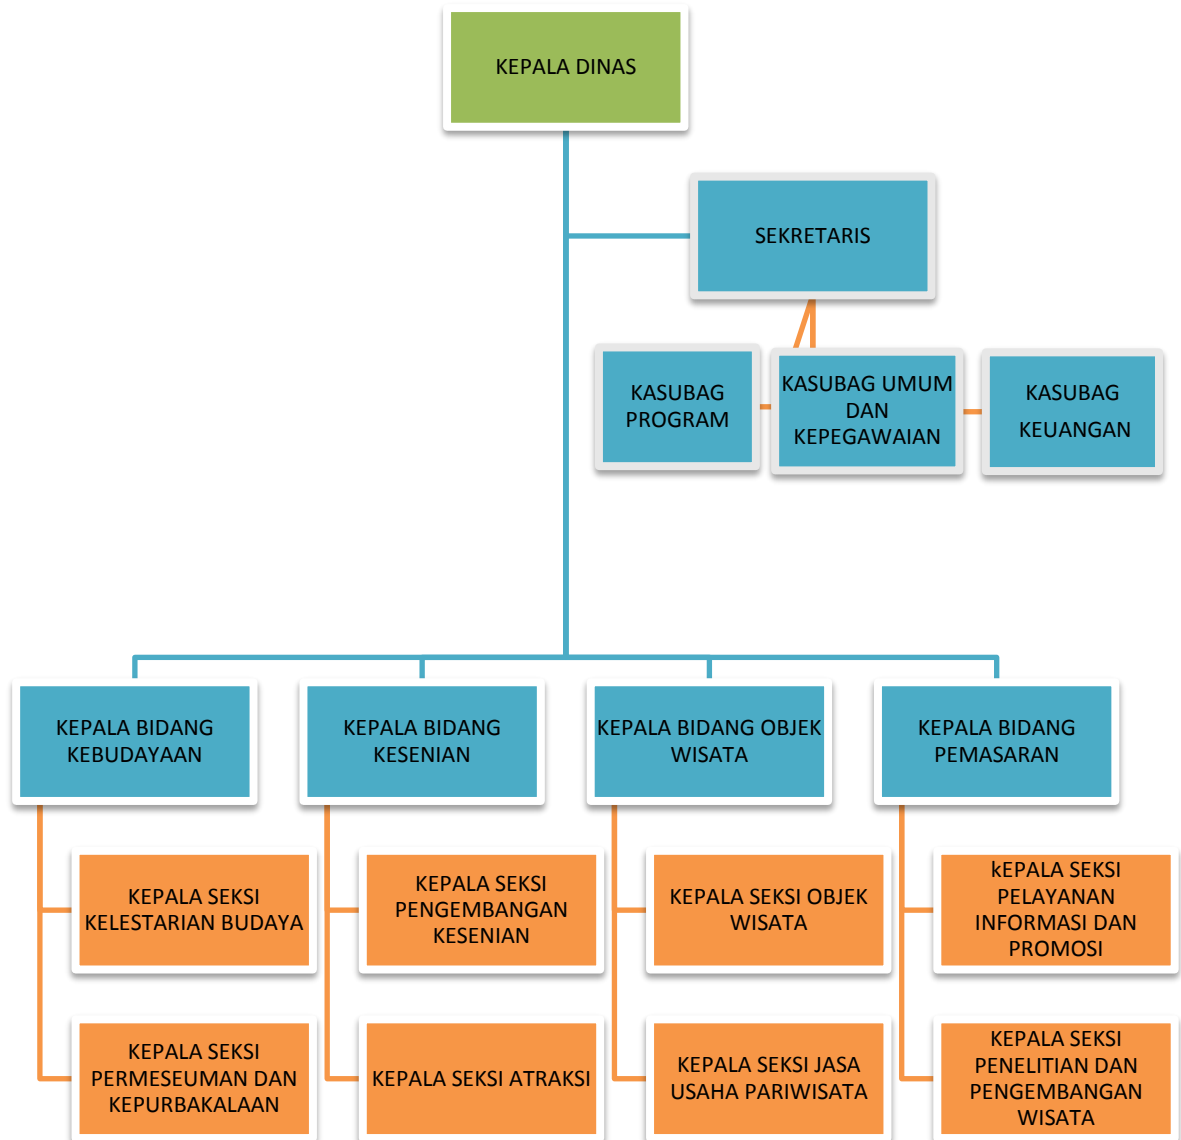 KEPALA DINAS
SEKRETARIS
KASUBAG
PROGRAM
KASUBAG UMUM
DAN
KEPEGAWAIAN
KASUBAG
KEUANGAN
KEPALA BIDANG
KEBUDAYAAN
KEPALA BIDANG
KESENIAN
KEPALA BIDANG OBJEK
WISATA
KEPALA BIDANG
PEMASARAN
KEPALA SEKSI
KELESTARIAN BUDAYA
KEPALA SEKSI
PENGEMBANGAN
KESENIAN
KEPALA SEKSI OBJEK
WISATA
kEPALA SEKSI
PELAYANAN
INFORMASI DAN
PROMOSI
KEPALA SEKSI
PERMESEUMAN DAN
KEPURBAKALAAN
KEPALA SEKSI ATRAKSI
KEPALA SEKSI JASA
USAHA PARIWISATA
KEPALA SEKSI
PENELITIAN DAN
PENGEMBANGAN
WISATA